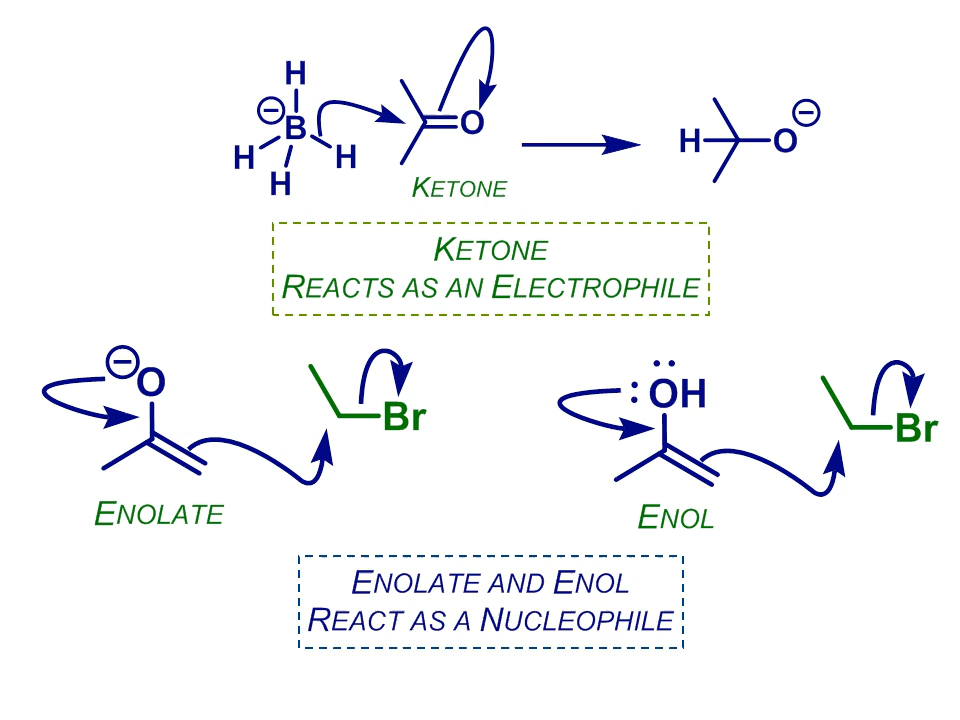 H
⊖
B
H
H
H
O
KETONE
H
O
⊖
KETONE
REACTS AS AN ELECTROPHILE
⊖
O
Br
ENOLATE
:OH
Br
ENOL
ENOLATE AND ENOL
REACT AS A NUCLEOPHILE